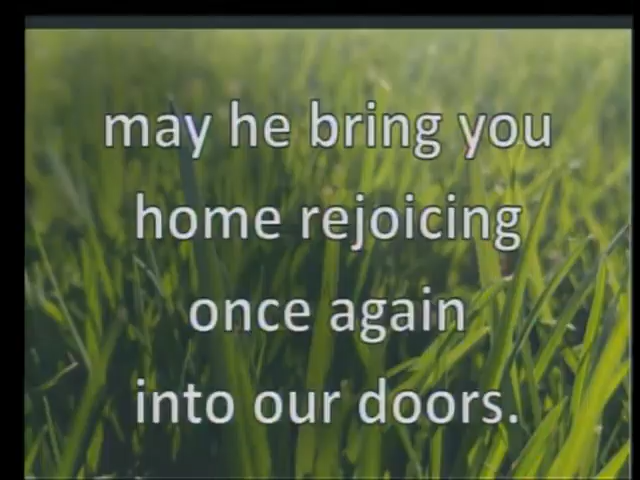 may he bring you
home rejoicing
once again
into our doors.